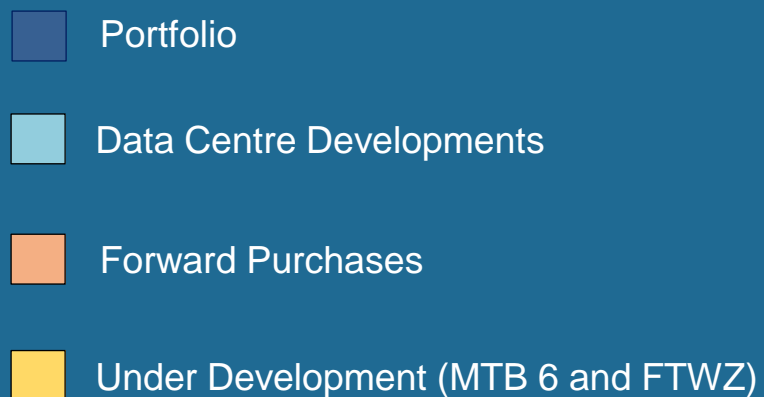 Portfolio
Data Centre Developments
Forward Purchases
Under Development (MTB 6 and FTWZ)